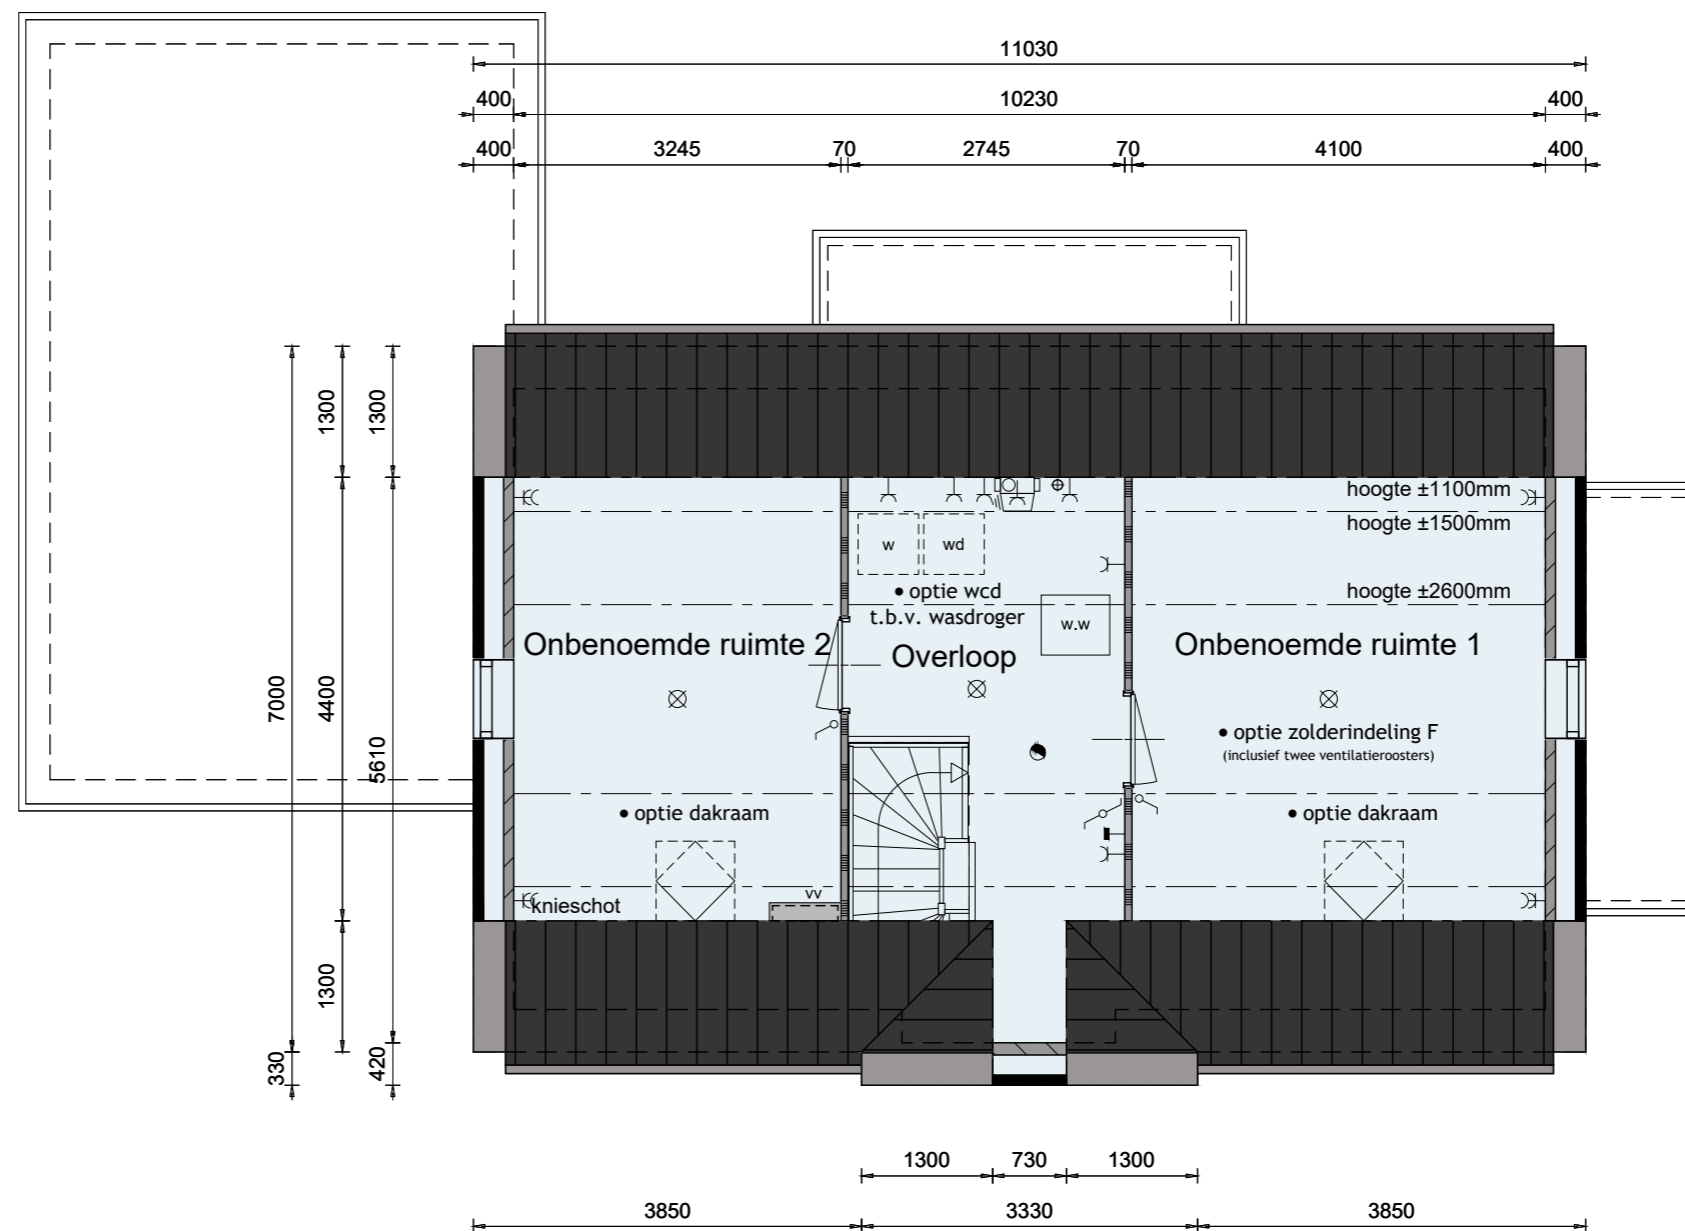 11030
400 10230 400
400 3245 70 2745 70 4100 400
1300 1300
7000 4400 5610
1300
330 420
hoogte ±1100mm
hoogte ±1500mm
w wd
hoogte ±2600mm
• optie wcd
t.b.v. wasdroger
w.w
Onbenoemde ruimte 2
Overloop
Onbenoemde ruimte 1
• optie zolderindeling F
(inclusief twee ventilatieroosters)
• optie dakraam
• optie dakraam
vv
knieschot
1300 730 1300
3850 3330 3850